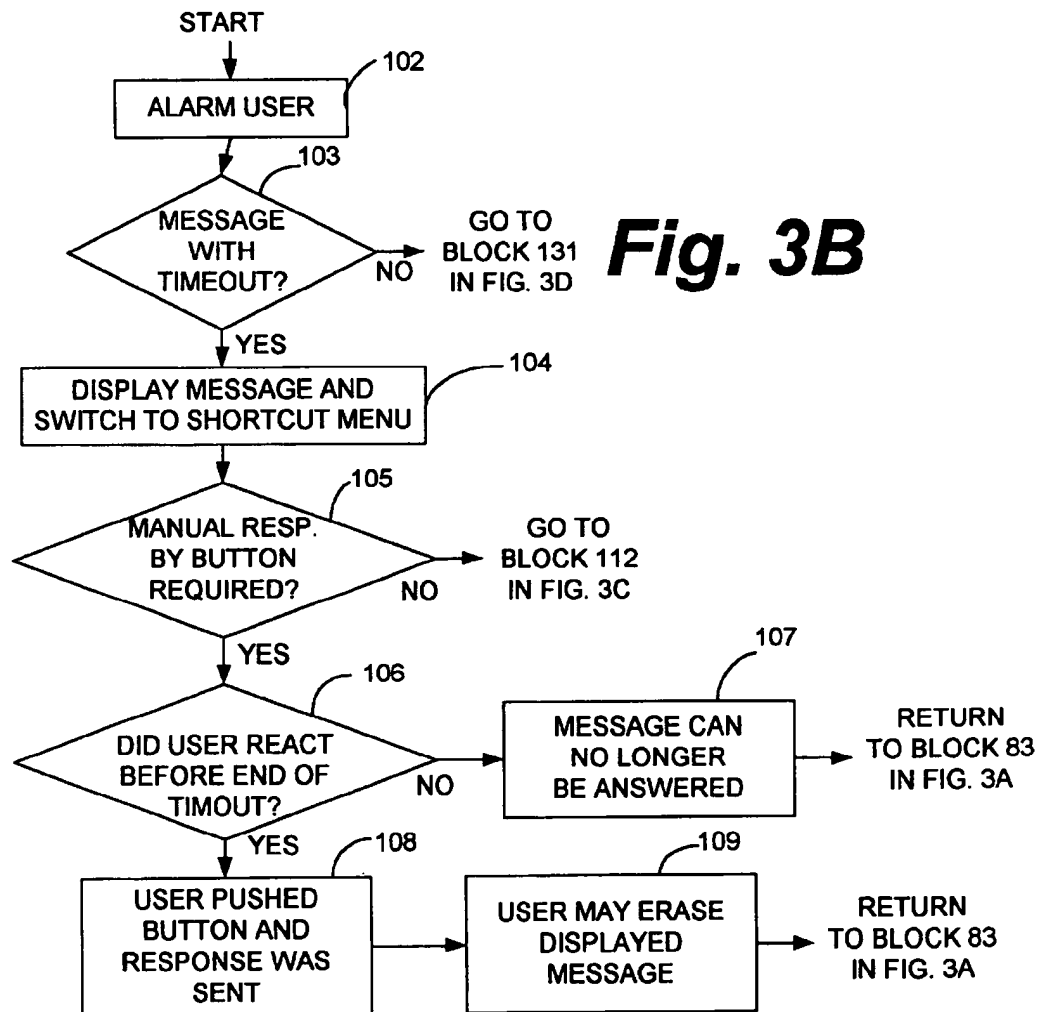 START
102
ALARM USER
103
MESSAGE
WITH
TIMEOUT?
NO
GO TO
BLOCK 131
IN FIG. 3D
Fig. 3B
YES
104
DISPLAY MESSAGE AND
SWITCH TO SHORTCUT MENU
105
MANUAL RESP.
BY BUTTON
REQUIRED?
NO
GO TO
BLOCK 112
IN FIG. 3C
YES
106
DID USER REACT
BEFORE END OF
TIMOUT?
NO
107
MESSAGE CAN
NO LONGER
BE ANSWERED
RETURN
TO BLOCK 83
IN FIG. 3A
YES
108
USER PUSHED
BUTTON AND
RESPONSE WAS
SENT
109
USER MAY ERASE
DISPLAYED
MESSAGE
RETURN
TO BLOCK 83
IN FIG. 3A